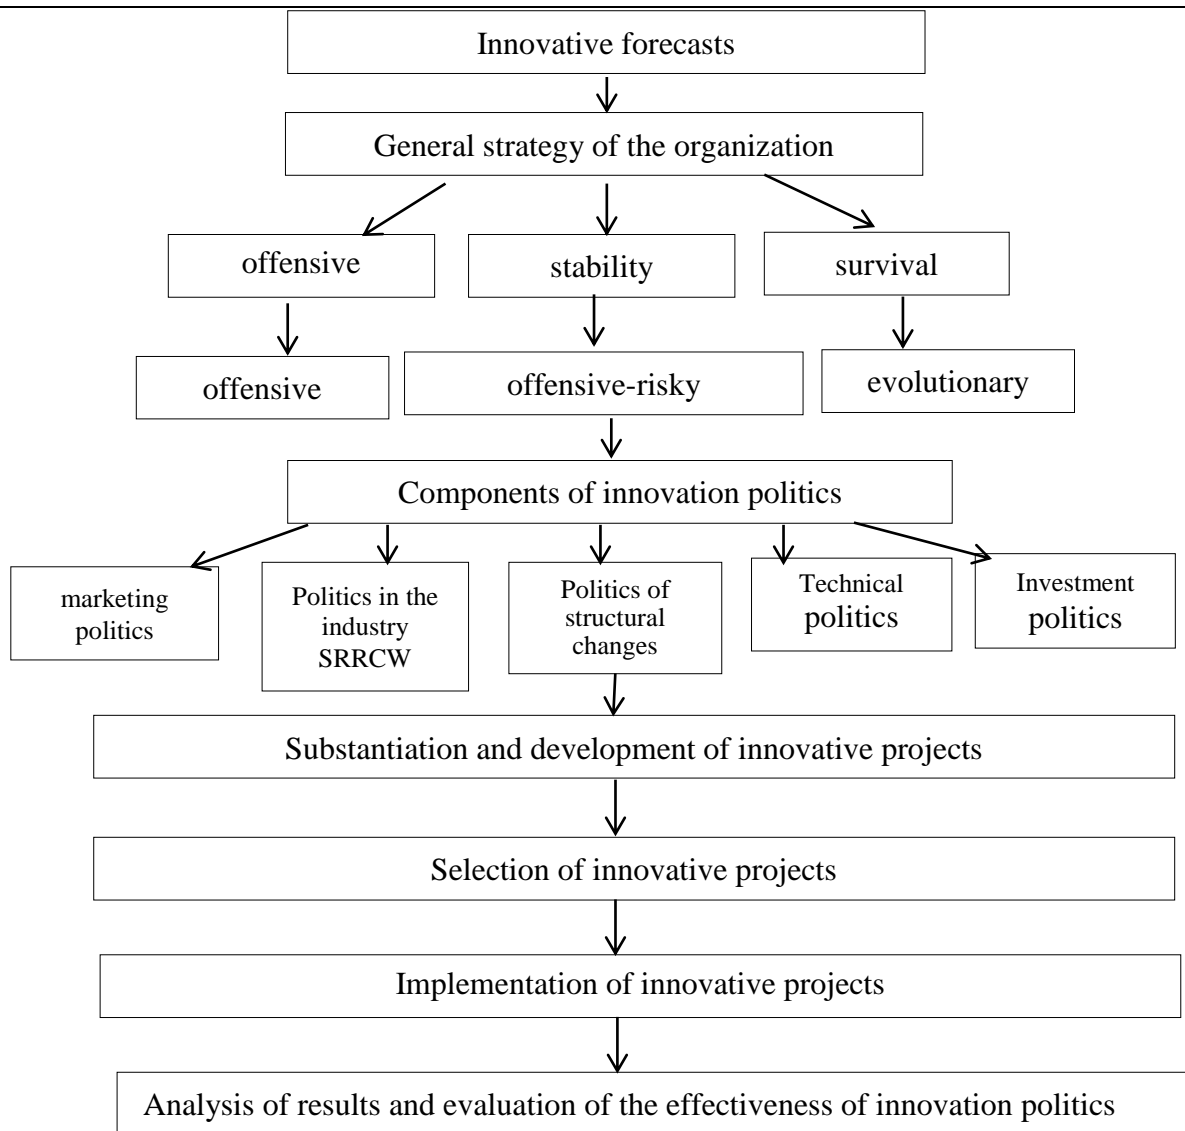 Innovative forecasts
General strategy of the organization
offensive
stability
survival
offensive
offensive-risky
evolutionary
Components of innovation politics
marketing
politics
Politics in the
industry
SRRCW
Politics of
structural
changes
Technical
politics
Investment
politics
Substantiation and development of innovative projects
Selection of innovative projects
Implementation of innovative projects
Analysis of results and evaluation of the effectiveness of innovation politics